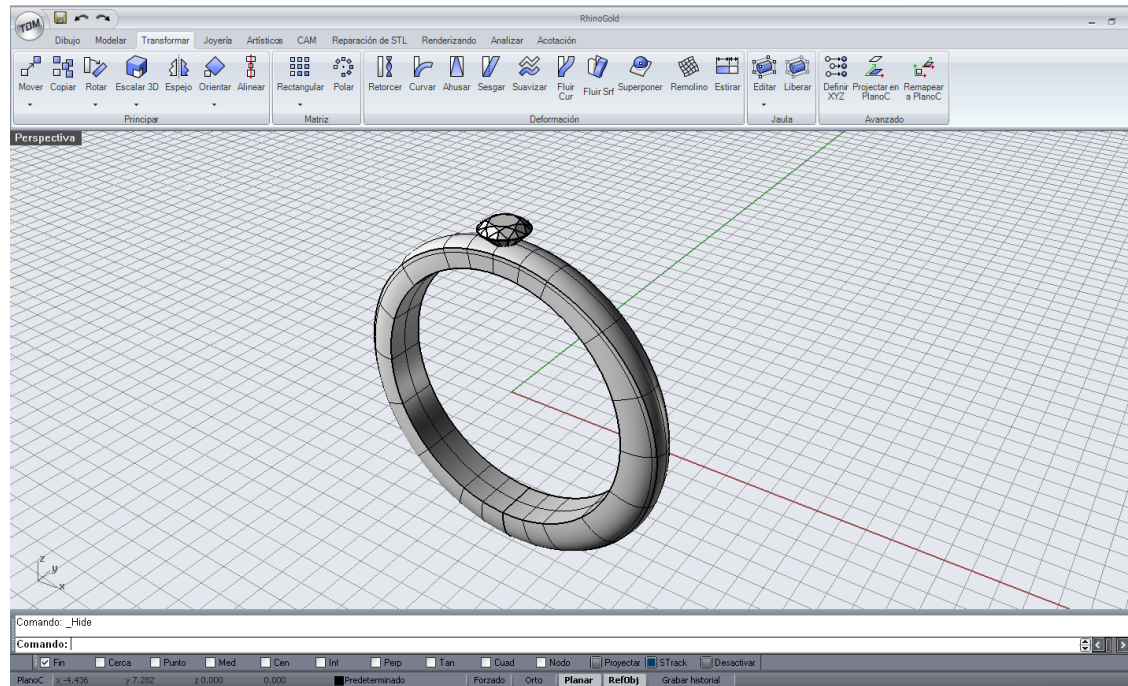 TDM
RhinoGold
Dibujo Modelar Transformar Joyería Artísticos CAM Reparación de STL Renderizando Analizar Acotación
Mover Copiar Rotar Escalar 3D Espejo Orientar Alinear Rectangular Polar Retorcer Curvar Ahusar Sesgar Suavizar Fluir Cur Fluir Srf Superponer Remolino Estirar Editar Liberar Definir XYZ Projectar en PlanoC Remapear a PlanoC
Principar Matriz Deformación Jaula Avanzado
Perspectiva
z
y
x
Comando: _Hide
Comando:
Fin Cerca Punto Med Cen Int Perp Tan Cuad Nodo Proyectar STrack Desactivar
PlanoC x -4.436 y 7.282 z 0.000 0.000 Predeterminado Forzado Orto Planar RefObj Grabar historial